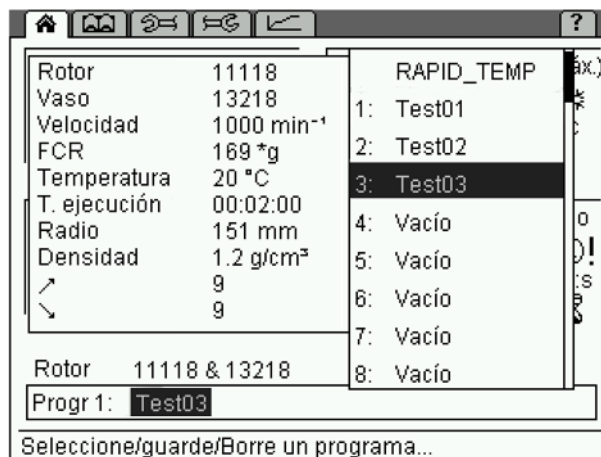 ?
Rotor 11118
Vaso 13218
Velocidad 1000 min⁻¹
FCR 169 *g
Temperatura 20 °C
T. ejecución 00:02:00
Radio 151 mm
Densidad 1.2 g/cm³
↗ 9
↘ 9
RAPID_TEMP
1: Test01
2: Test02
3: Test03
4: Vacío
5: Vacío
6: Vacío
7: Vacío
8: Vacío
Rotor 11118 & 13218
Progr 1: Test03
Seleccione/guarde/Borre un programa...